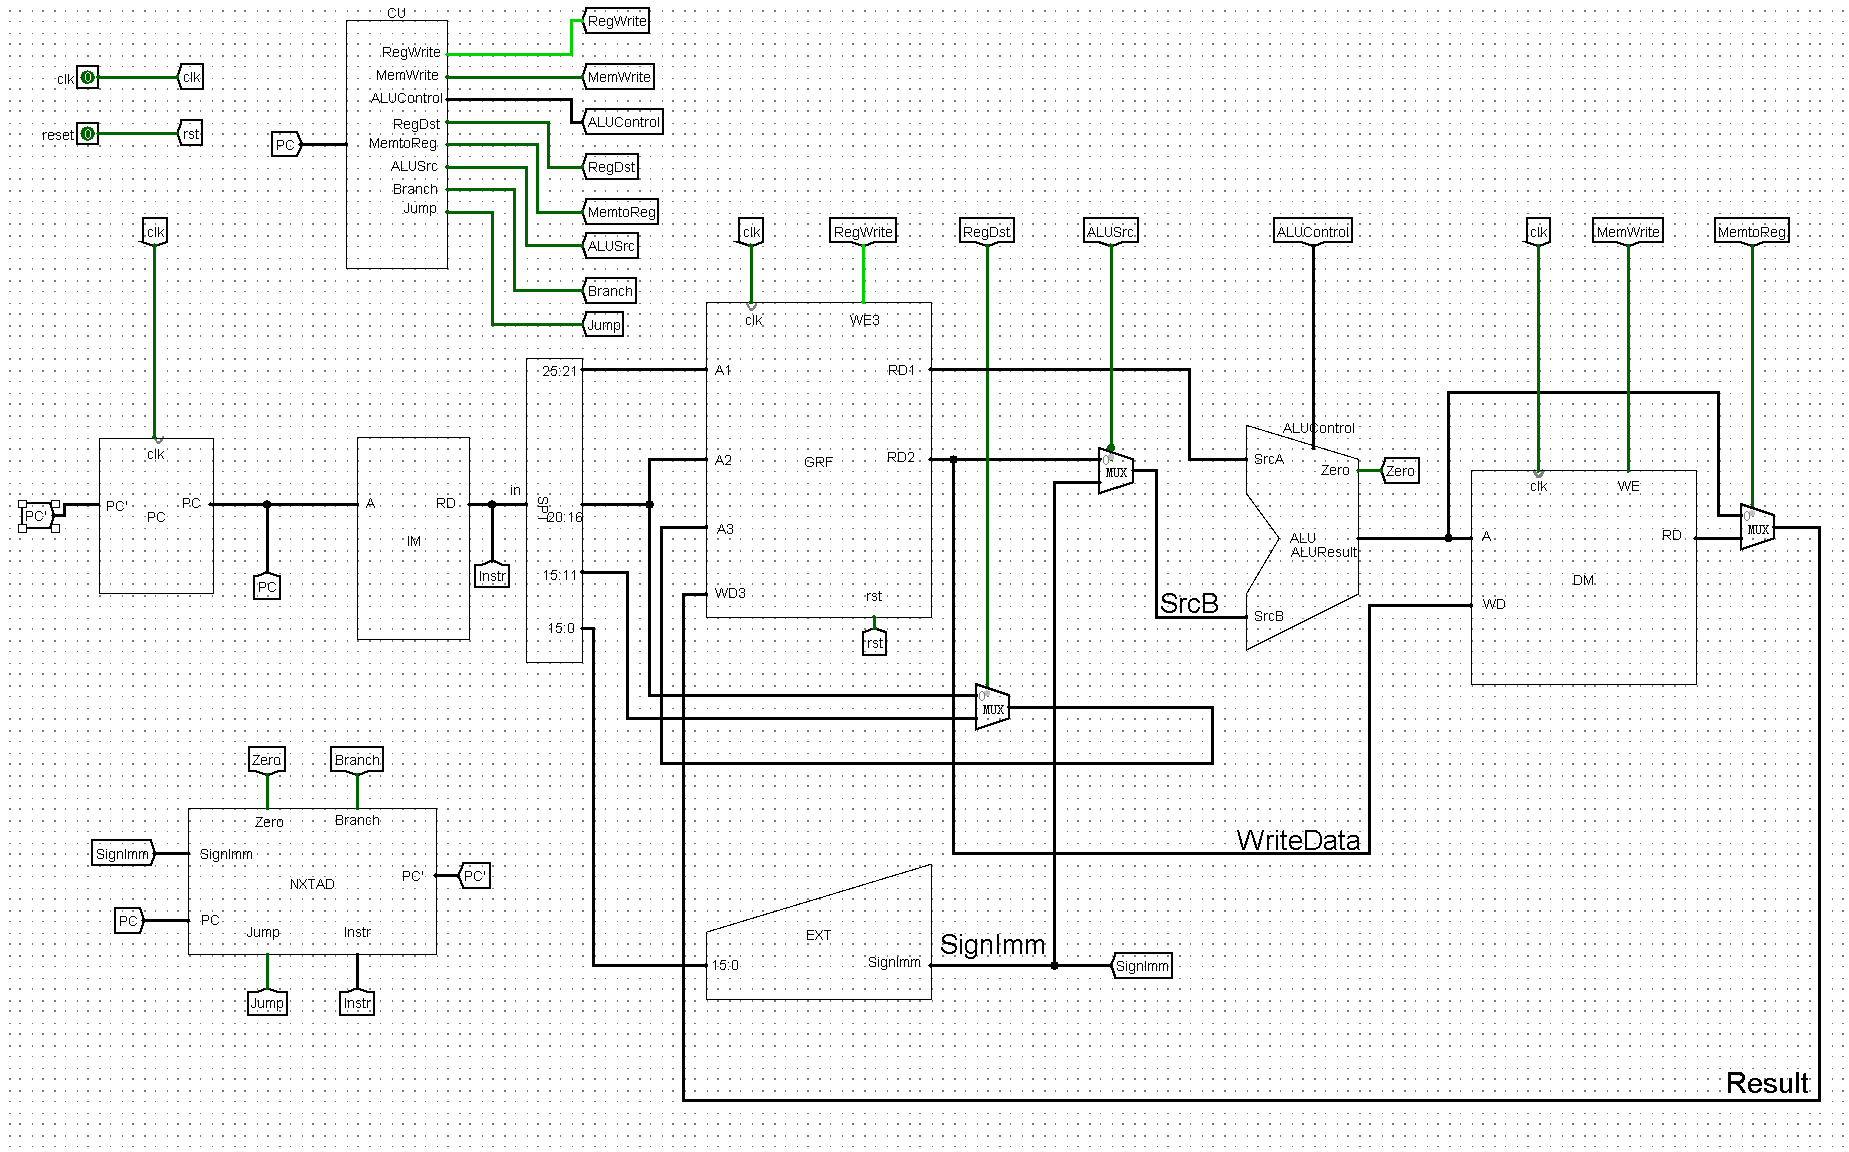 CU
RegWrite
RegWrite
MemWrite
MemWrite
ALUControl
ALUControl
RegDst
RegDst
MemtoReg
MemtoReg
ALUSrc
ALUSrc
Branch
Branch
Jump
Jump
PC
clk 0 clk
reset 0 rst
clk
clk
RegWrite
RegDst
ALUSrc
ALUControl
clk
MemWrite
MemtoReg
PC'
clk
PC'
PC
PC
PC
A
RD
IM
Instr
in
SPT
25:21
20:16
15:11
15:0
clk
WE3
A1
RD1
A2
GRF
RD2
A3
WD3
rst
rst
0
MUX
0
MUX
SrcB
ALUControl
SrcA
Zero
Zero
ALU
ALUResult
SrcB
clk
WE
A
RD
DM
WD
0
MUX
Zero
Branch
Zero
Branch
SignImm
SignImm
NXTAD
PC'
PC'
PC
PC
Jump
Instr
Jump
Instr
WriteData
EXT
15:0
SignImm
SignImm
SignImm
Result